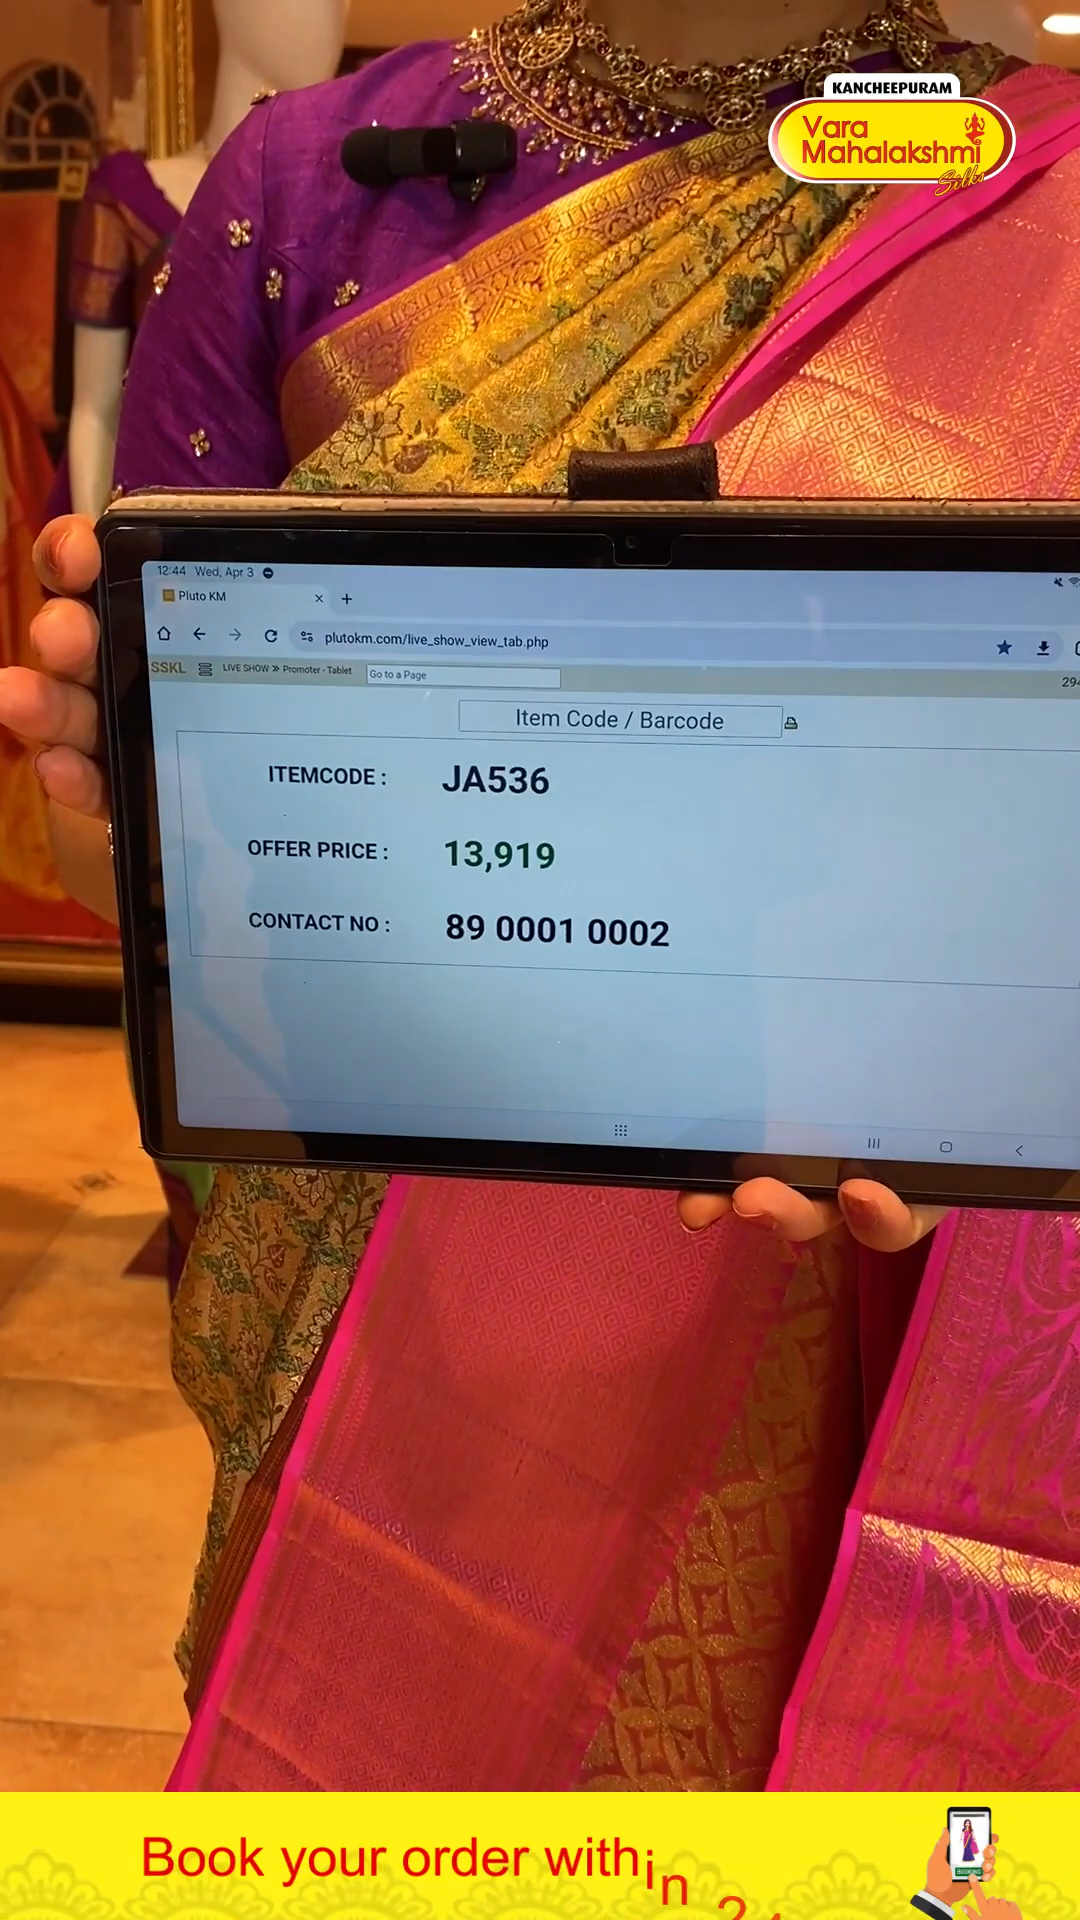 KANCHEEPURAM
Vara
Mahalakshmi
Silks
12:44 Wed, Apr 3
Pluto KM
plutokm.com/live_show_view_tab.php
SSKL LIVE SHOW » Promoter - Tablet Go to a Page
Item Code / Barcode
ITEMCODE : JA536
OFFER PRICE : 13,919
CONTACT NO : 89 0001 0002
Book your order within
BOOKING